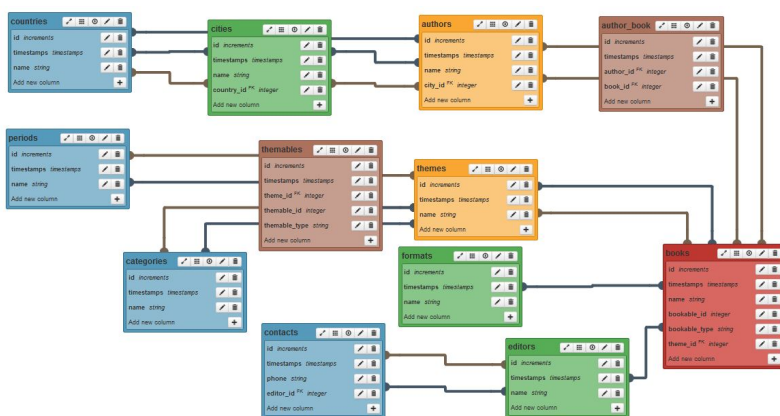 countries
id increments
timestamps timestamps
name string
Add new column
cities
id increments
timestamps timestamps
name string
country_id FK integer
Add new column
authors
id increments
timestamps timestamps
name string
city_id FK integer
Add new column
author_book
id increments
timestamps timestamps
author_id FK integer
book_id FK integer
Add new column
periods
id increments
timestamps timestamps
name string
Add new column
themables
id increments
timestamps timestamps
theme_id FK integer
themable_id integer
themable_type string
Add new column
themes
id increments
timestamps timestamps
name string
Add new column
categories
id increments
timestamps timestamps
name string
Add new column
formats
id increments
timestamps timestamps
name string
Add new column
books
id increments
timestamps timestamps
name string
bookable_id integer
bookable_type string
theme_id FK integer
Add new column
contacts
id increments
timestamps timestamps
phone string
editor_id FK integer
Add new column
editors
id increments
timestamps timestamps
name string
Add new column